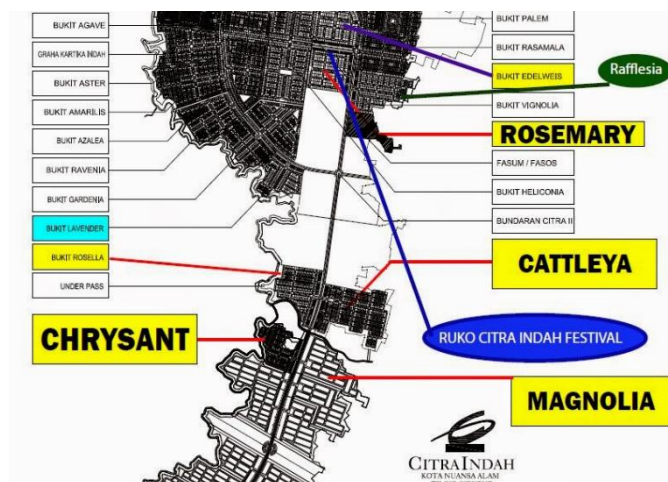 BUKIT AGAVE
GRAHA KARTIKA INDAH
BUKIT ASTER
BUKIT AMARILIS
BUKIT AZALEA
BUKIT RAVENIA
BUKIT GARDENIA
BUKIT LAVENDER
BUKIT ROSELLA
UNDER PASS
CHRYSANT
BUKIT PALEM
BUKIT RASAMALA
BUKIT EDELWEIS
Rafflesia
BUKIT VIGNOLIA
ROSEMARY
FASUM / FASOS
BUKIT HELICONIA
BUNDARAN CITRA II
CATTLEYA
RUKO CITRA INDAH FESTIVAL
MAGNOLIA
CITRAINDAH
KOTA NUANSA ALAM